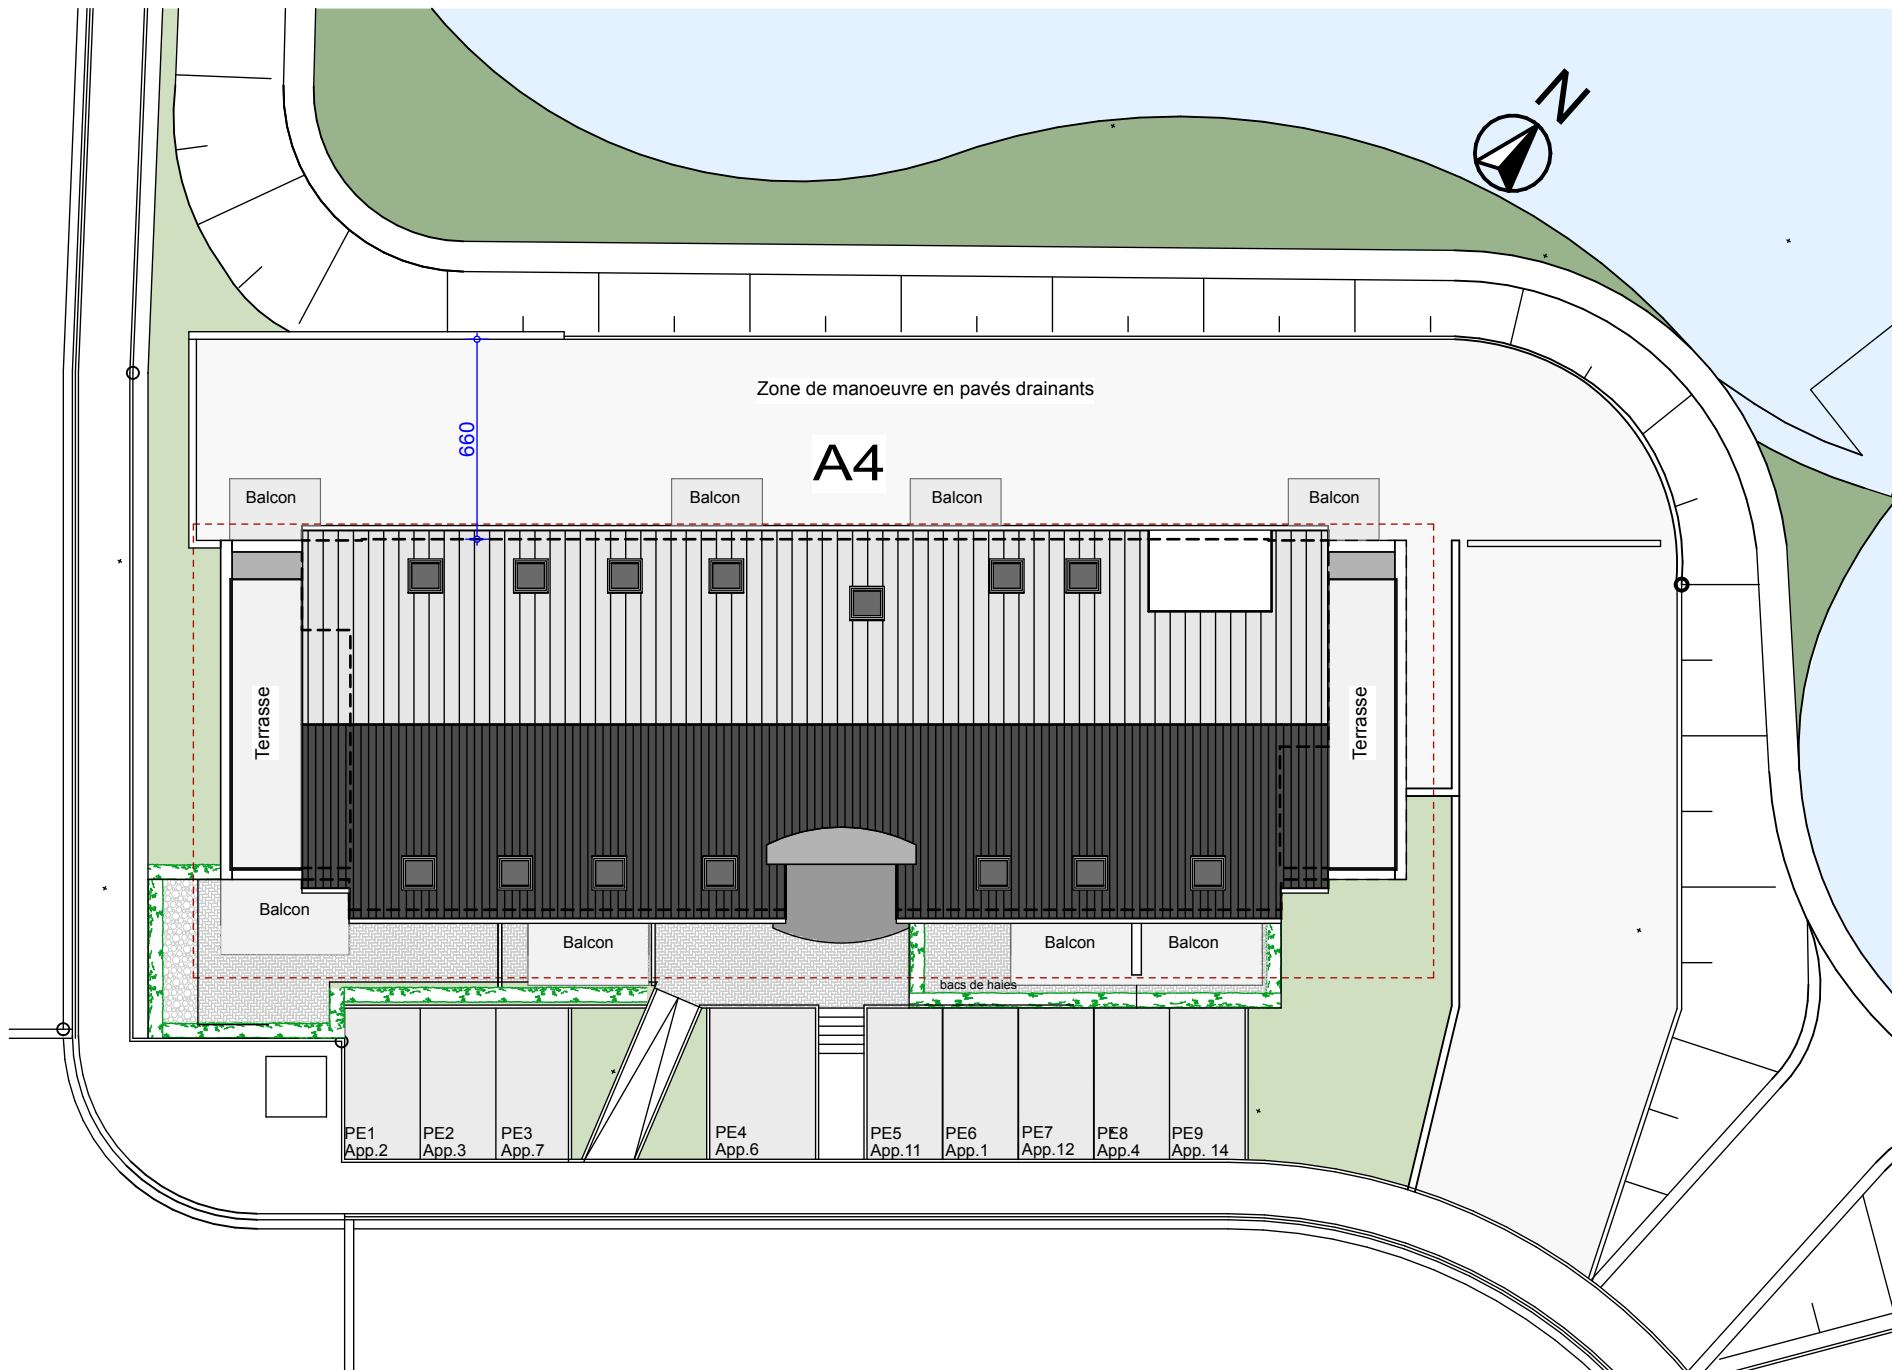 N
Zone de manoeuvre en pavés drainants
660
A4
Balcon
Balcon
Balcon
Balcon
Terrasse
Terrasse
Balcon
Balcon
Balcon
Balcon
bacs de haies
PE1
App.2
PE2
App.3
PE3
App.7
PE4
App.6
PE5
App.11
PE6
App.1
PE7
App.12
PE8
App.4
PE9
App. 14